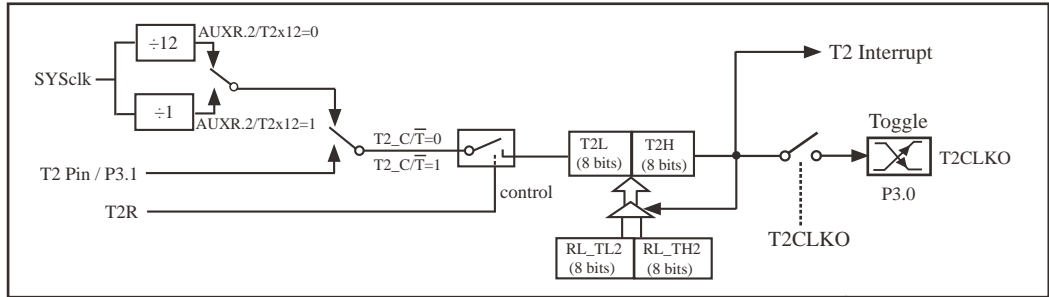 AUXR.2/T2x12=0
÷12
SYSclk
÷1
AUXR.2/T2x12=1
T2_C/T̅=0
T2_C/T̅=1
T2 Pin / P3.1
T2R
control
T2L
(8 bits)
T2H
(8 bits)
RL_TL2
(8 bits)
RL_TH2
(8 bits)
T2 Interrupt
Toggle
T2CLKO
P3.0
T2CLKO